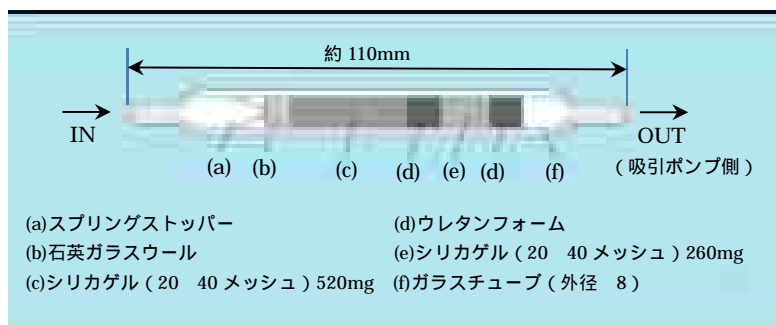 約 110mm
IN
OUT
(a) (b) (c) (d) (e) (d) (f)
（吸引ポンプ側）
(a)スプリングストッパー
(b)石英ガラスウール
(c)シリカゲル（20 40 メッシュ）520mg
(d)ウレタンフォーム
(e)シリカゲル（20 40 メッシュ）260mg
(f)ガラスチューブ（外径 8）